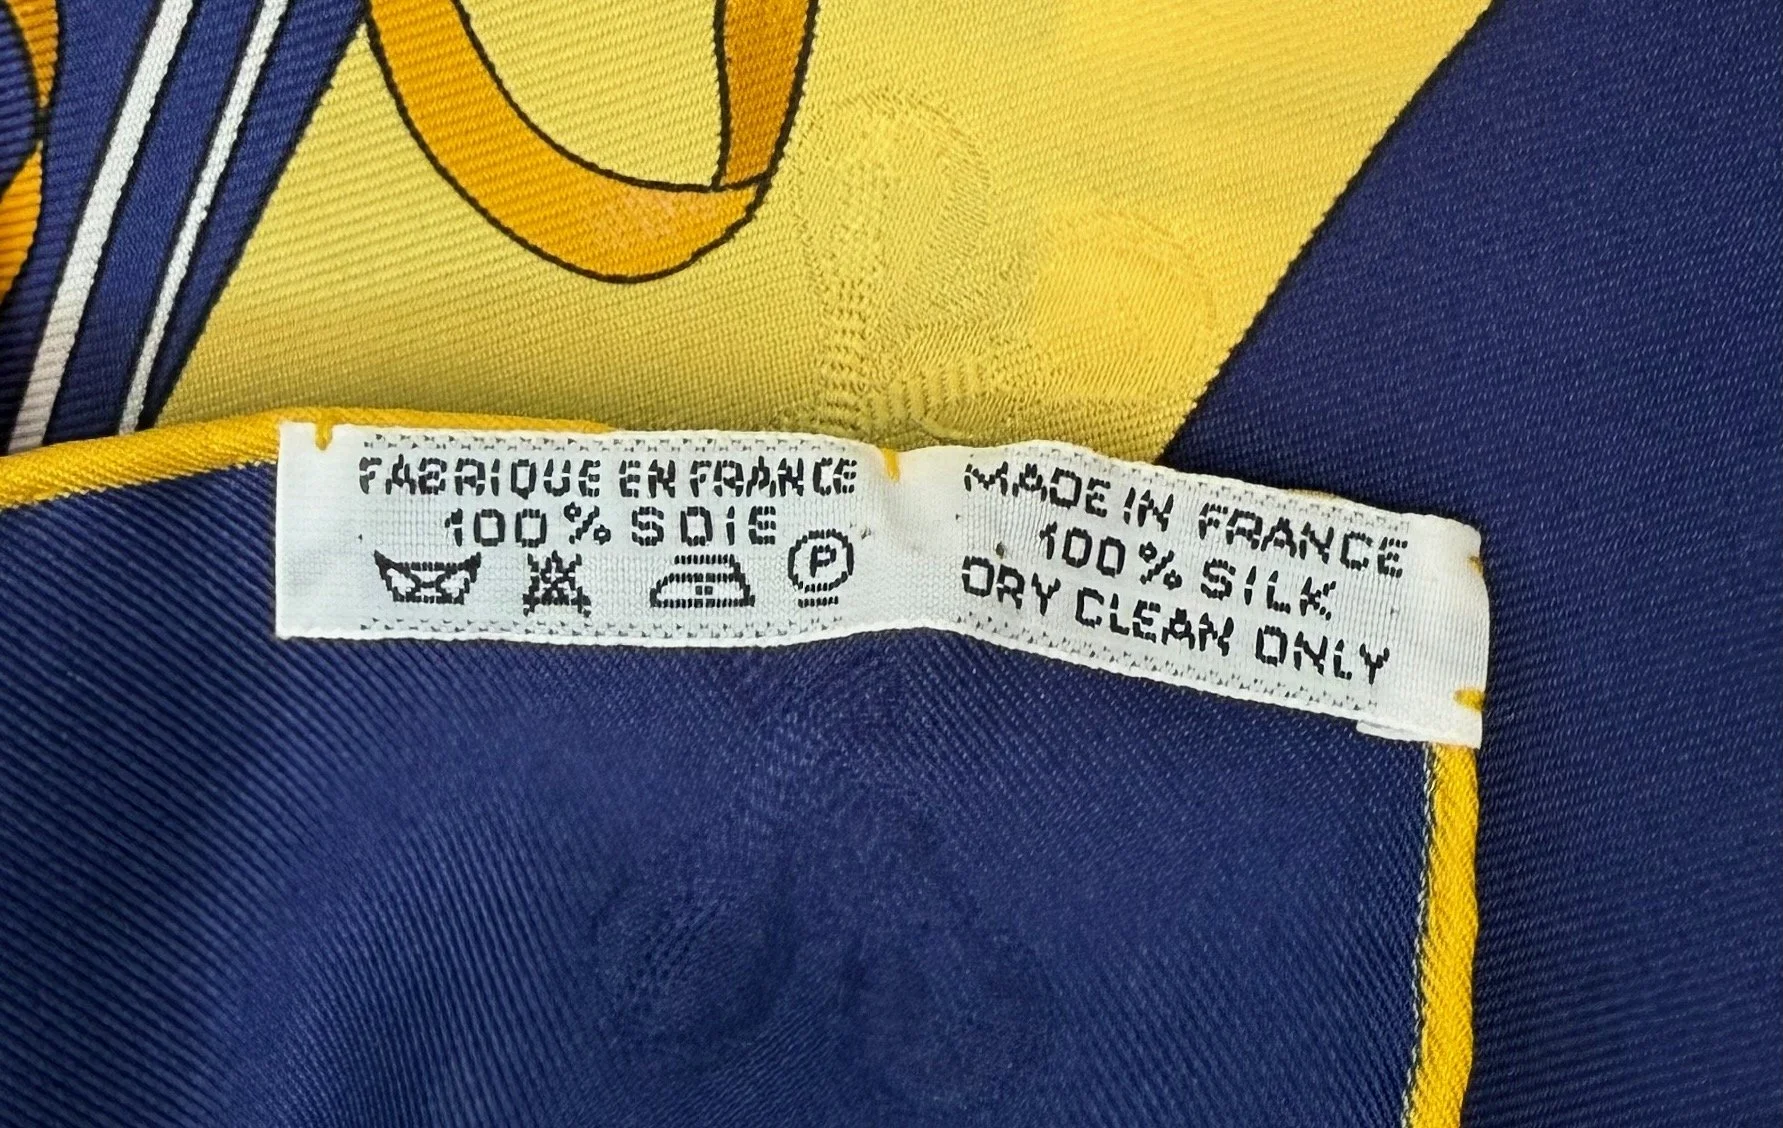 FABRIQUE EN FRANCE
100% SOIE
P
MADE IN FRANCE
100% SILK
DRY CLEAN ONLY